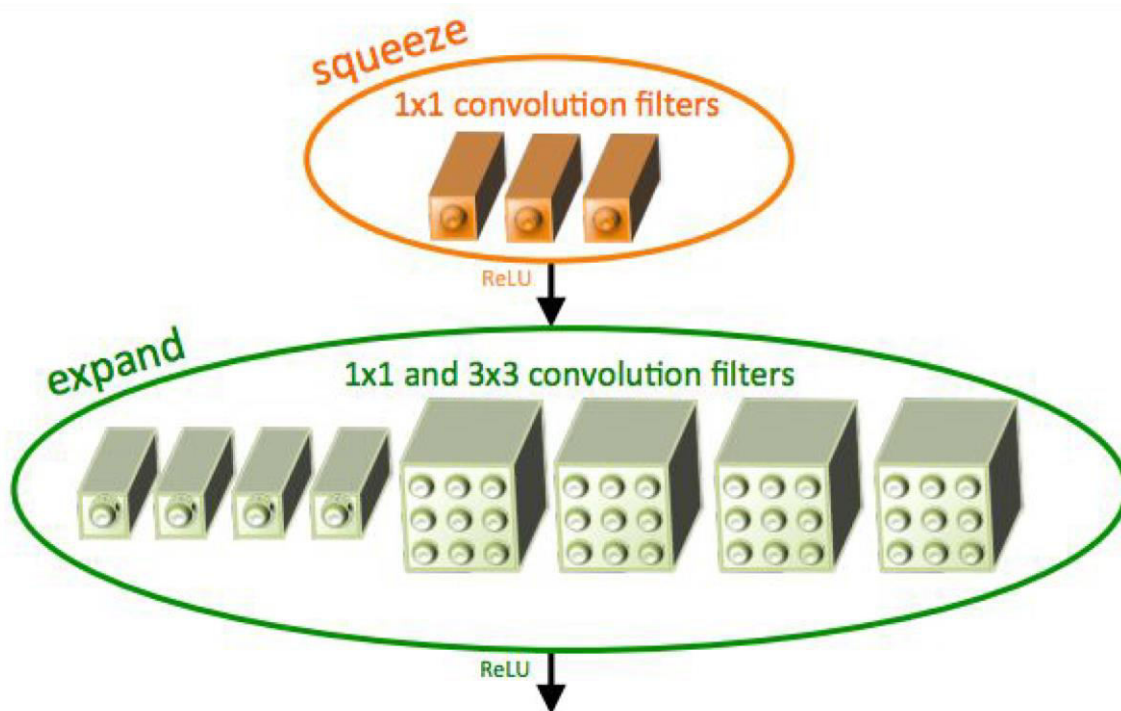 squeeze
1x1 convolution filters
ReLU
expand
1x1 and 3x3 convolution filters
ReLU